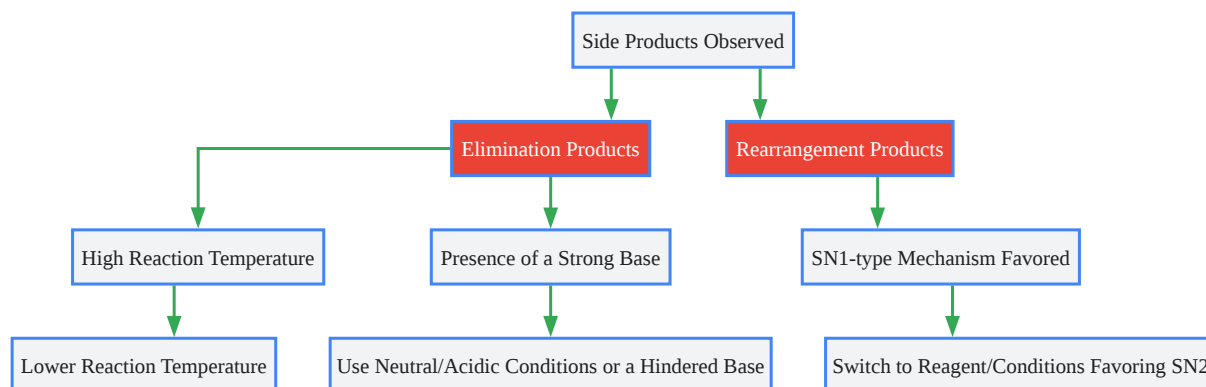 Side Products Observed
Elimination Products
Rearrangement Products
High Reaction Temperature
Presence of a Strong Base
SN1-type Mechanism Favored
Lower Reaction Temperature
Use Neutral/Acidic Conditions or a Hindered Base
Switch to Reagent/Conditions Favoring SN2